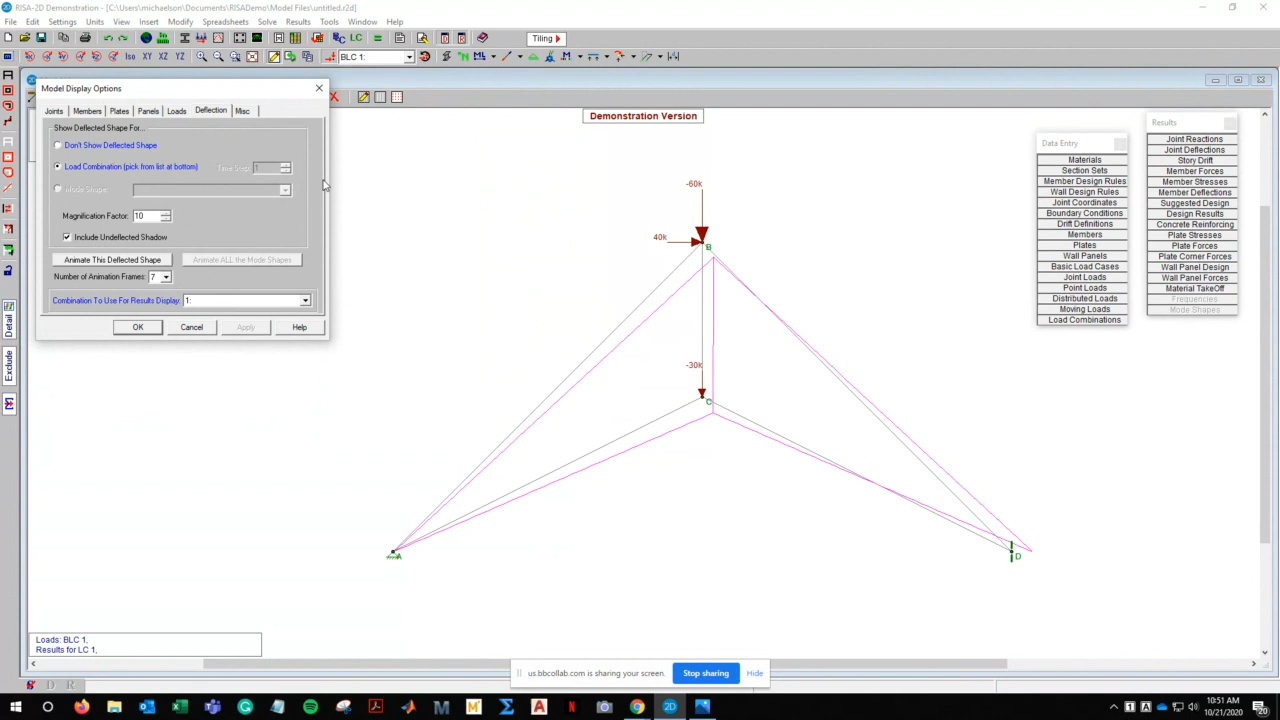 RISA-2D Demonstration - [C:\Users\michaelson\Documents\RISADemo\Model Files\untitled.r2d]
File Edit Settings Units View Insert Modify Spreadsheets Solve Results Tools Window Help
Tiling
Iso XY XZ YZ BLC 1:
Model Display Options
Joints Members Plates Panels Loads Deflection Misc
Show Deflected Shape For...
Don't Show Deflected Shape
Load Combination (pick from list at bottom) Time step: 1
Mode Shape:
Magnification Factor: 10
Include Undeflected Shadow
Animate This Deflected Shape Animate ALL the Mode Shapes
Number of Animation Frames: 7
Combination To Use For Results Display: 1:
OK Cancel Apply Help
Detail
Exclude
Demonstration Version
-60k
40k
B
-30k
C
A
D
Data Entry
Materials
Section Sets
Member Design Rules
Wall Design Rules
Joint Coordinates
Boundary Conditions
Drift Definitions
Members
Plates
Wall Panels
Basic Load Cases
Joint Loads
Point Loads
Distributed Loads
Moving Loads
Load Combinations
Results
Joint Reactions
Joint Deflections
Story Drift
Member Forces
Member Stresses
Member Deflections
Suggested Design
Design Results
Concrete Reinforcing
Plate Stresses
Plate Forces
Plate Corner Forces
Wall Panel Design
Wall Panel Forces
Material TakeOff
Frequencies
Mode Shapes
Loads: BLC 1,
Results for LC 1,
us.bbcollab.com is sharing your screen. Stop sharing Hide
D R
10:51 AM
10/21/2020
20